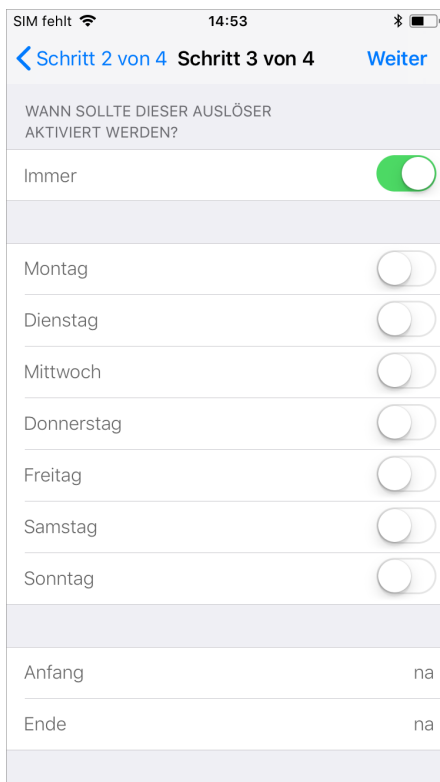 SIM fehlt 14:53
Schritt 2 von 4 Schritt 3 von 4 Weiter
WANN SOLLTE DIESER AUSLÖSER
AKTIVIERT WERDEN?
Immer
Montag
Dienstag
Mittwoch
Donnerstag
Freitag
Samstag
Sonntag
Anfang na
Ende na